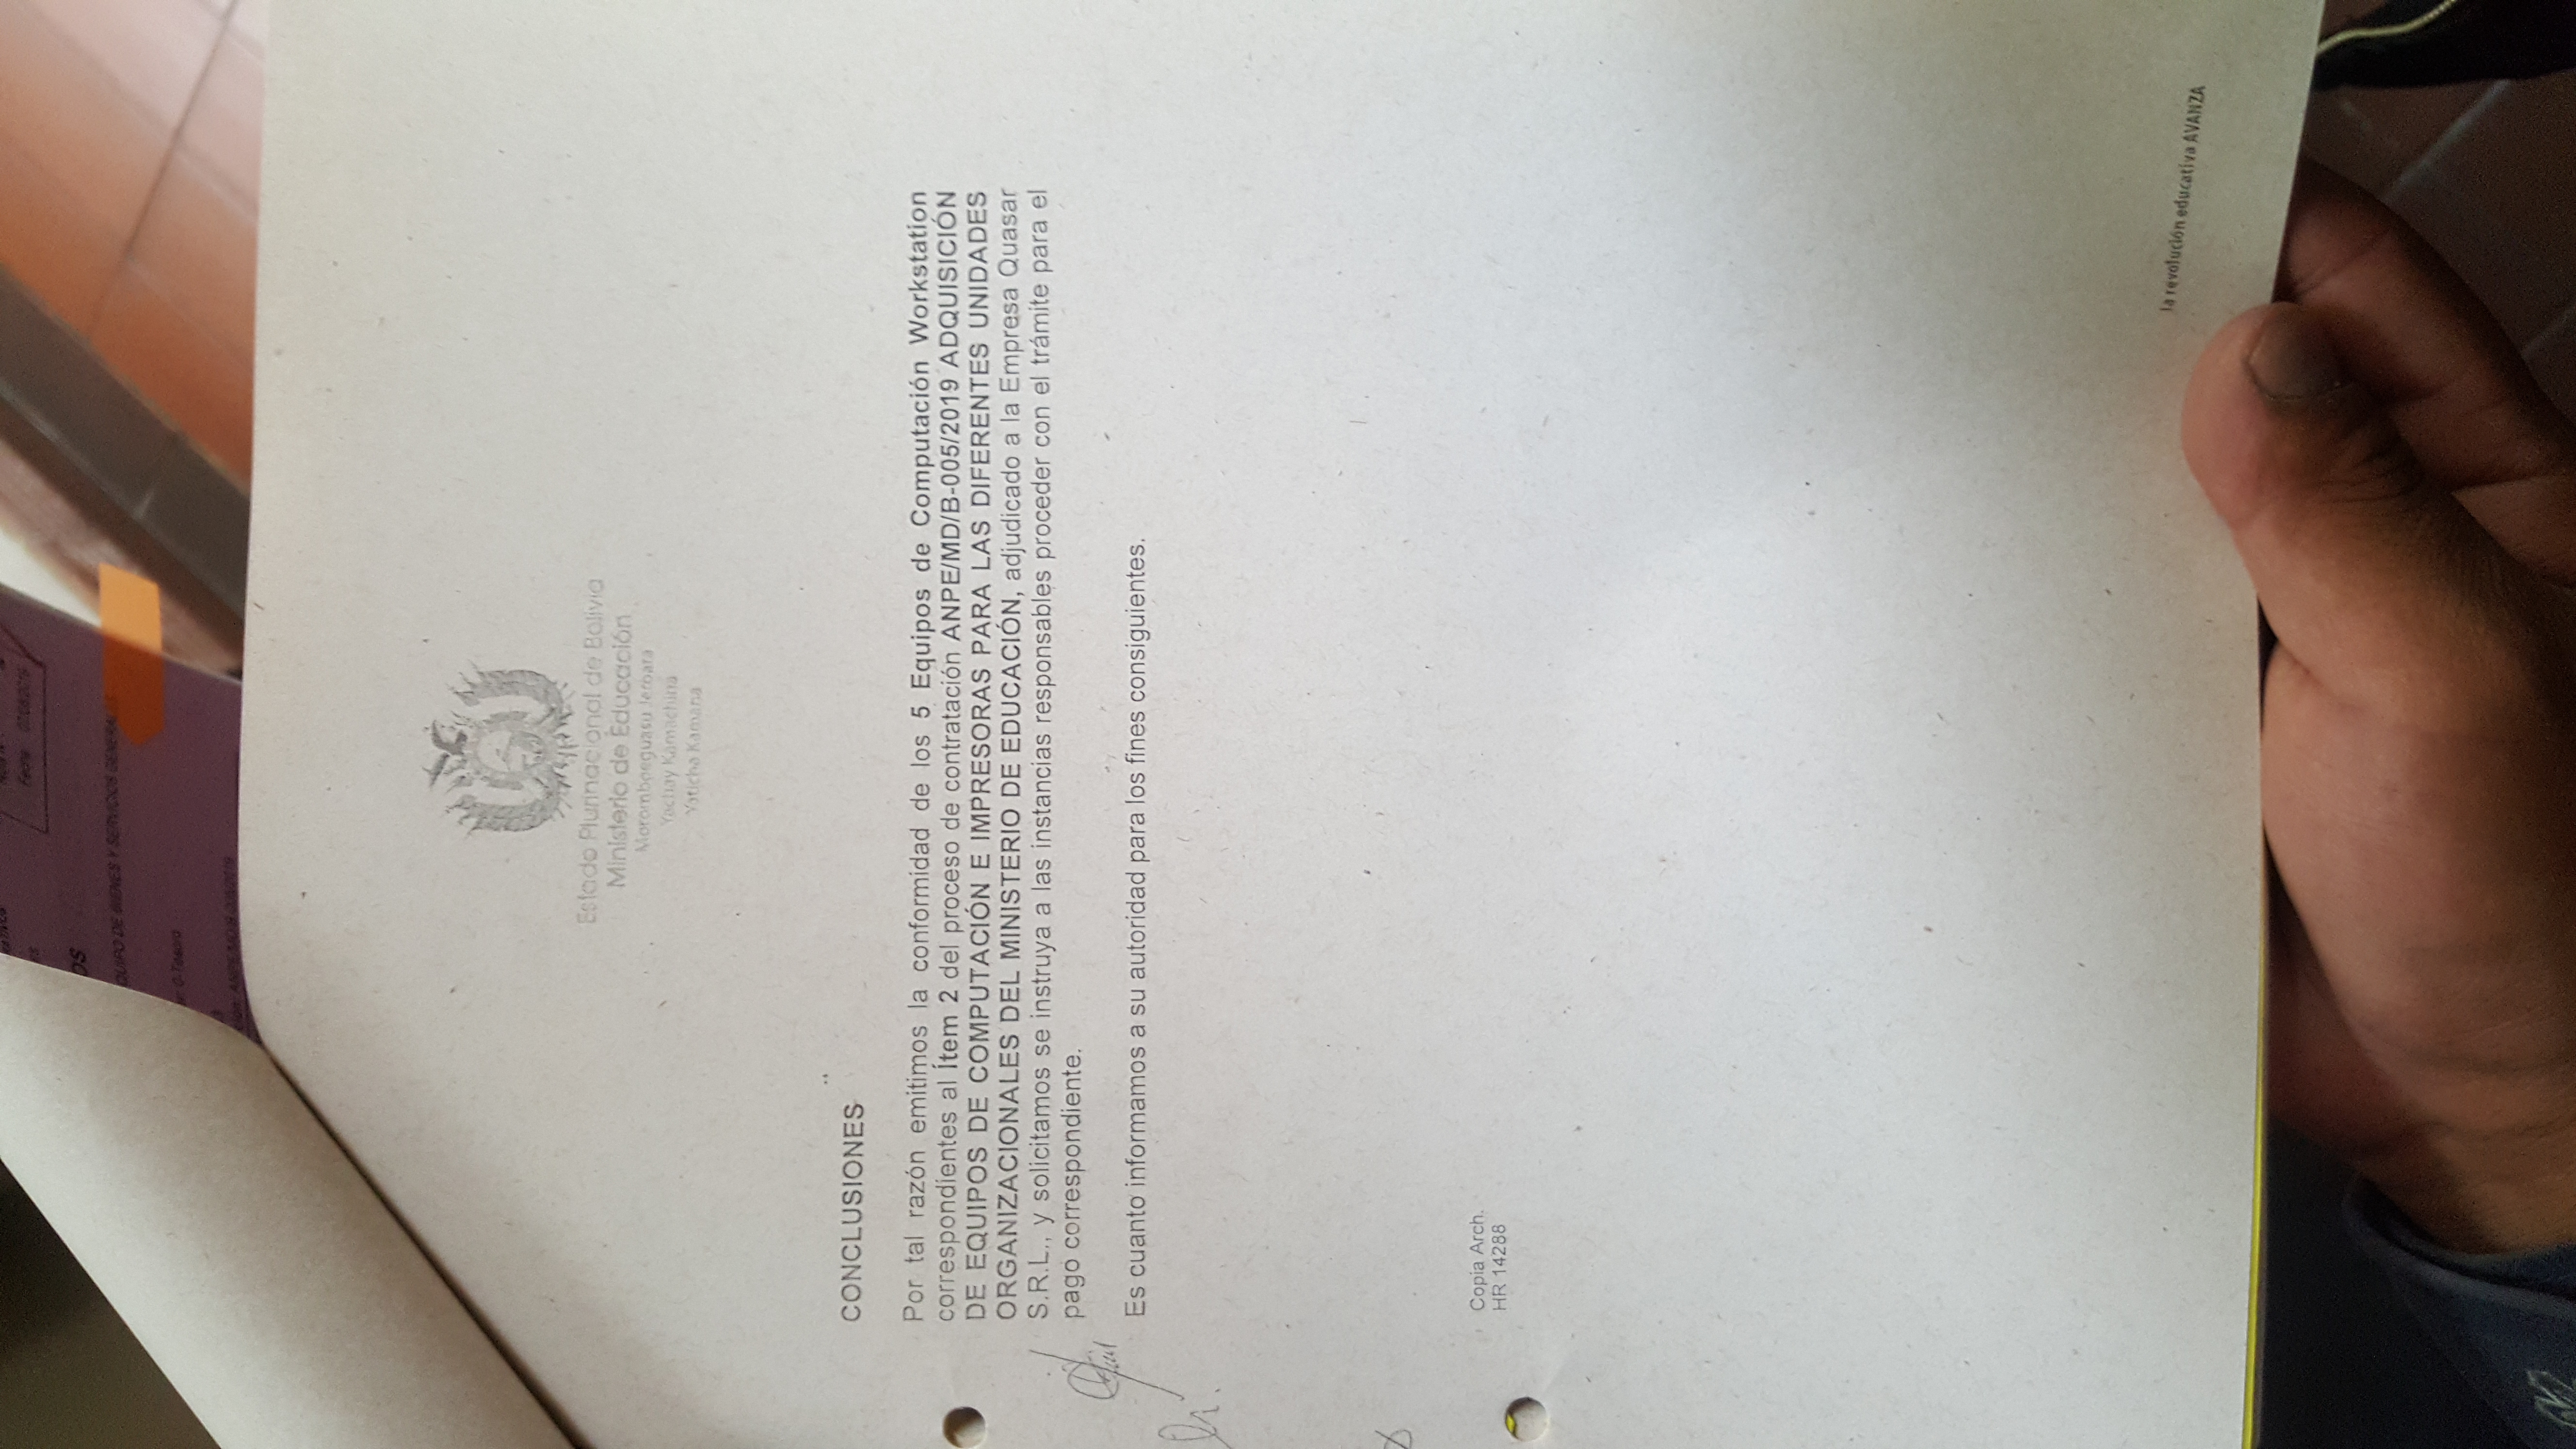 Fecha: 07/08/2019
OS
QUIPO DE BIENES Y SERVICIOS GENERALES
0-Tesoro
ANPE/MD/B-005/2019
Estado Plurinacional de Bolivia
Ministerio de Educación
Yachay Kamachina
Yaticha Kamana
CONCLUSIONES
Por tal razón emitimos la conformidad de los 5 Equipos de Computación Workstation
correspondientes al Ítem 2 del proceso de contratación ANPE/MD/B-005/2019 ADQUISICIÓN
DE EQUIPOS DE COMPUTACIÓN E IMPRESORAS PARA LAS DIFERENTES UNIDADES
ORGANIZACIONALES DEL MINISTERIO DE EDUCACIÓN, adjudicado a la Empresa Quasar
S.R.L., y solicitamos se instruya a las instancias responsables proceder con el trámite para el
pago correspondiente.
Es cuanto informamos a su autoridad para los fines consiguientes.
Copia Arch.
HR 14288
la revolución educativa AVANZA